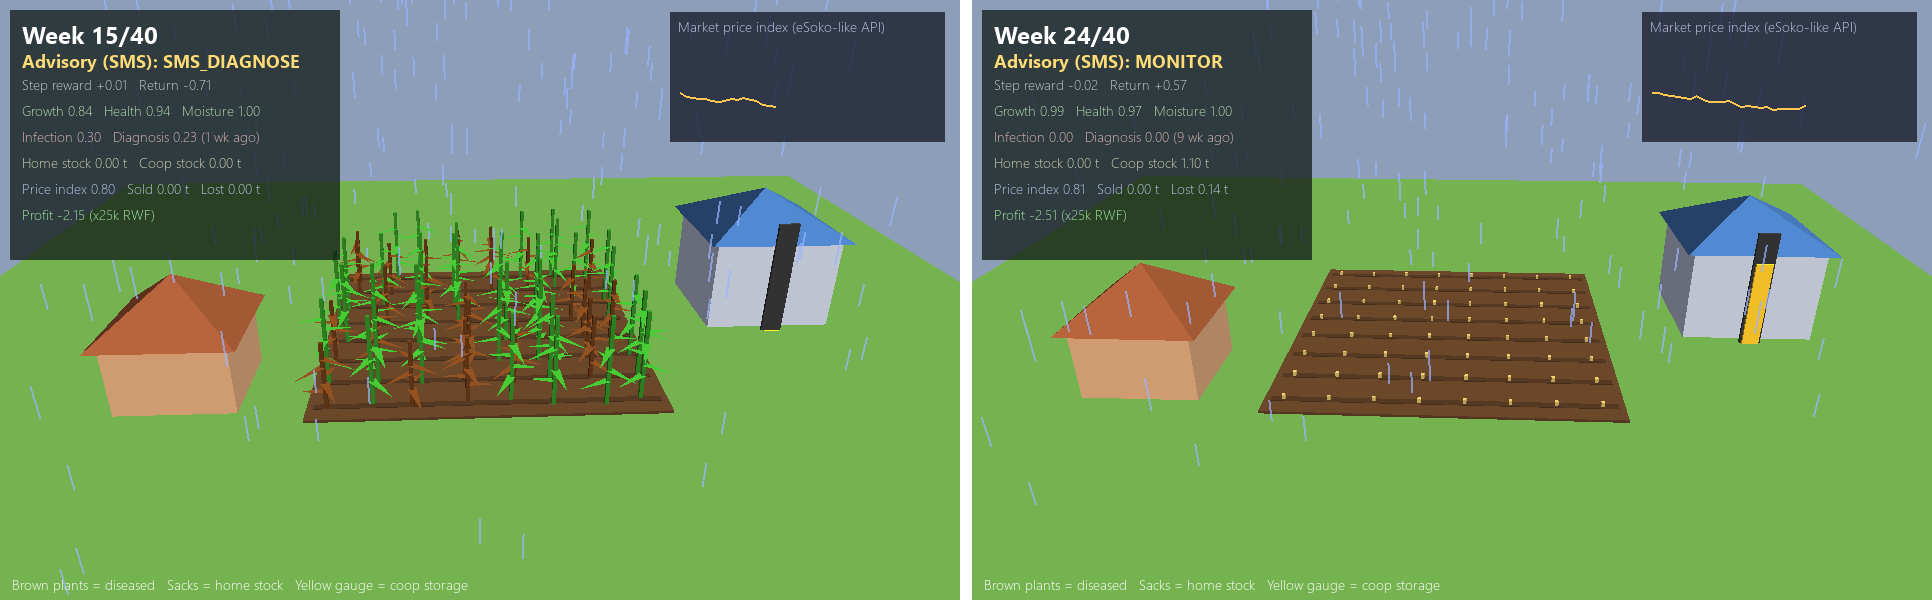 Week 15/40
Advisory (SMS): SMS_DIAGNOSE
Step reward +0.01 Return -0.71
Growth 0.84 Health 0.94 Moisture 1.00
Infection 0.30 Diagnosis 0.23 (1 wk ago)
Home stock 0.00 t Coop stock 0.00 t
Price index 0.80 Sold 0.00 t Lost 0.00 t
Profit -2.15 (x25k RWF)
Market price index (eSoko-like API)
Brown plants = diseased Sacks = home stock Yellow gauge = coop storage
Week 24/40
Advisory (SMS): MONITOR
Step reward -0.02 Return +0.57
Growth 0.99 Health 0.97 Moisture 1.00
Infection 0.00 Diagnosis 0.00 (9 wk ago)
Home stock 0.00 t Coop stock 1.10 t
Price index 0.81 Sold 0.00 t Lost 0.14 t
Profit -2.51 (x25k RWF)
Market price index (eSoko-like API)
Brown plants = diseased Sacks = home stock Yellow gauge = coop storage